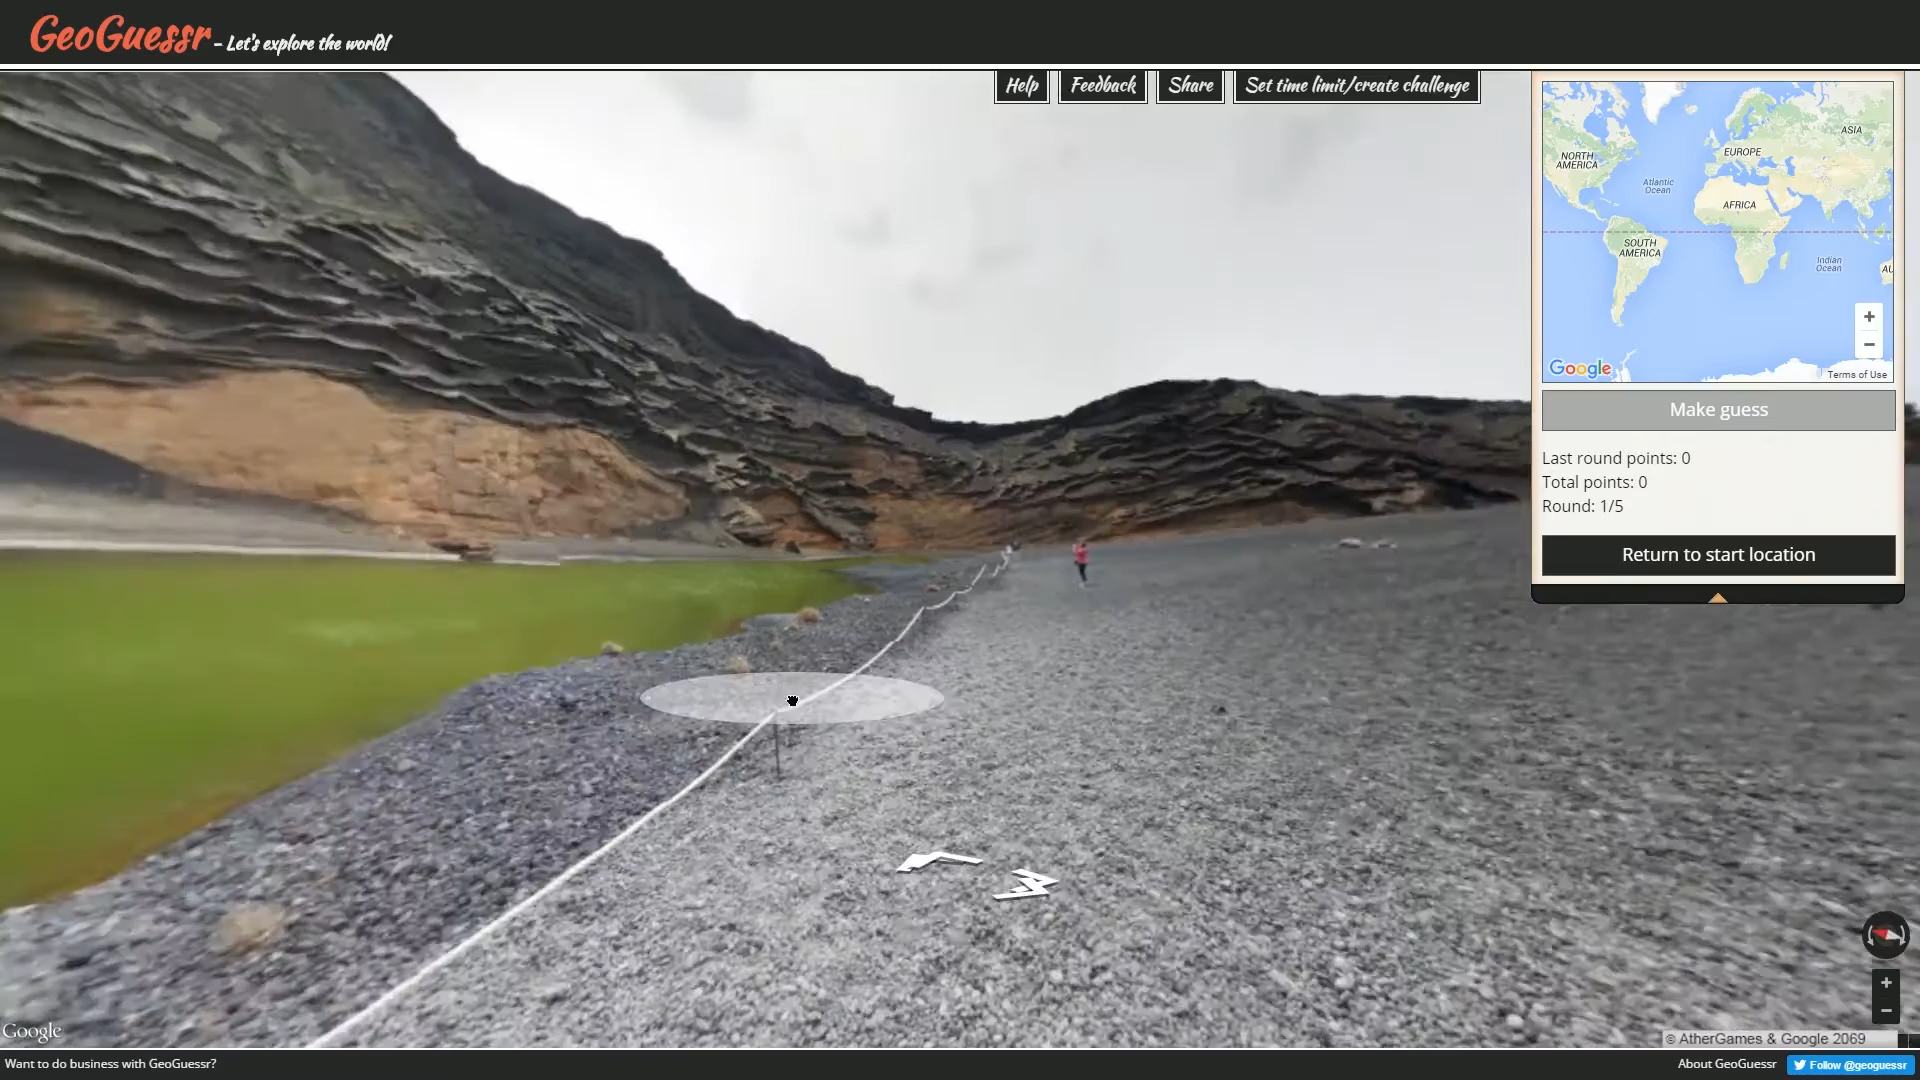 GeoGuessr - Let's explore the world!
Help
Feedback
Share
Set time limit/create challenge
NORTH AMERICA
Atlantic Ocean
EUROPE
ASIA
AFRICA
SOUTH AMERICA
Indian Ocean
AU
+
−
Google
Terms of Use
Make guess
Last round points: 0
Total points: 0
Round: 1/5
Return to start location
+
−
Google
© AtherGames & Google 2069
Want to do business with GeoGuessr?
About GeoGuessr
Follow @geoguessr